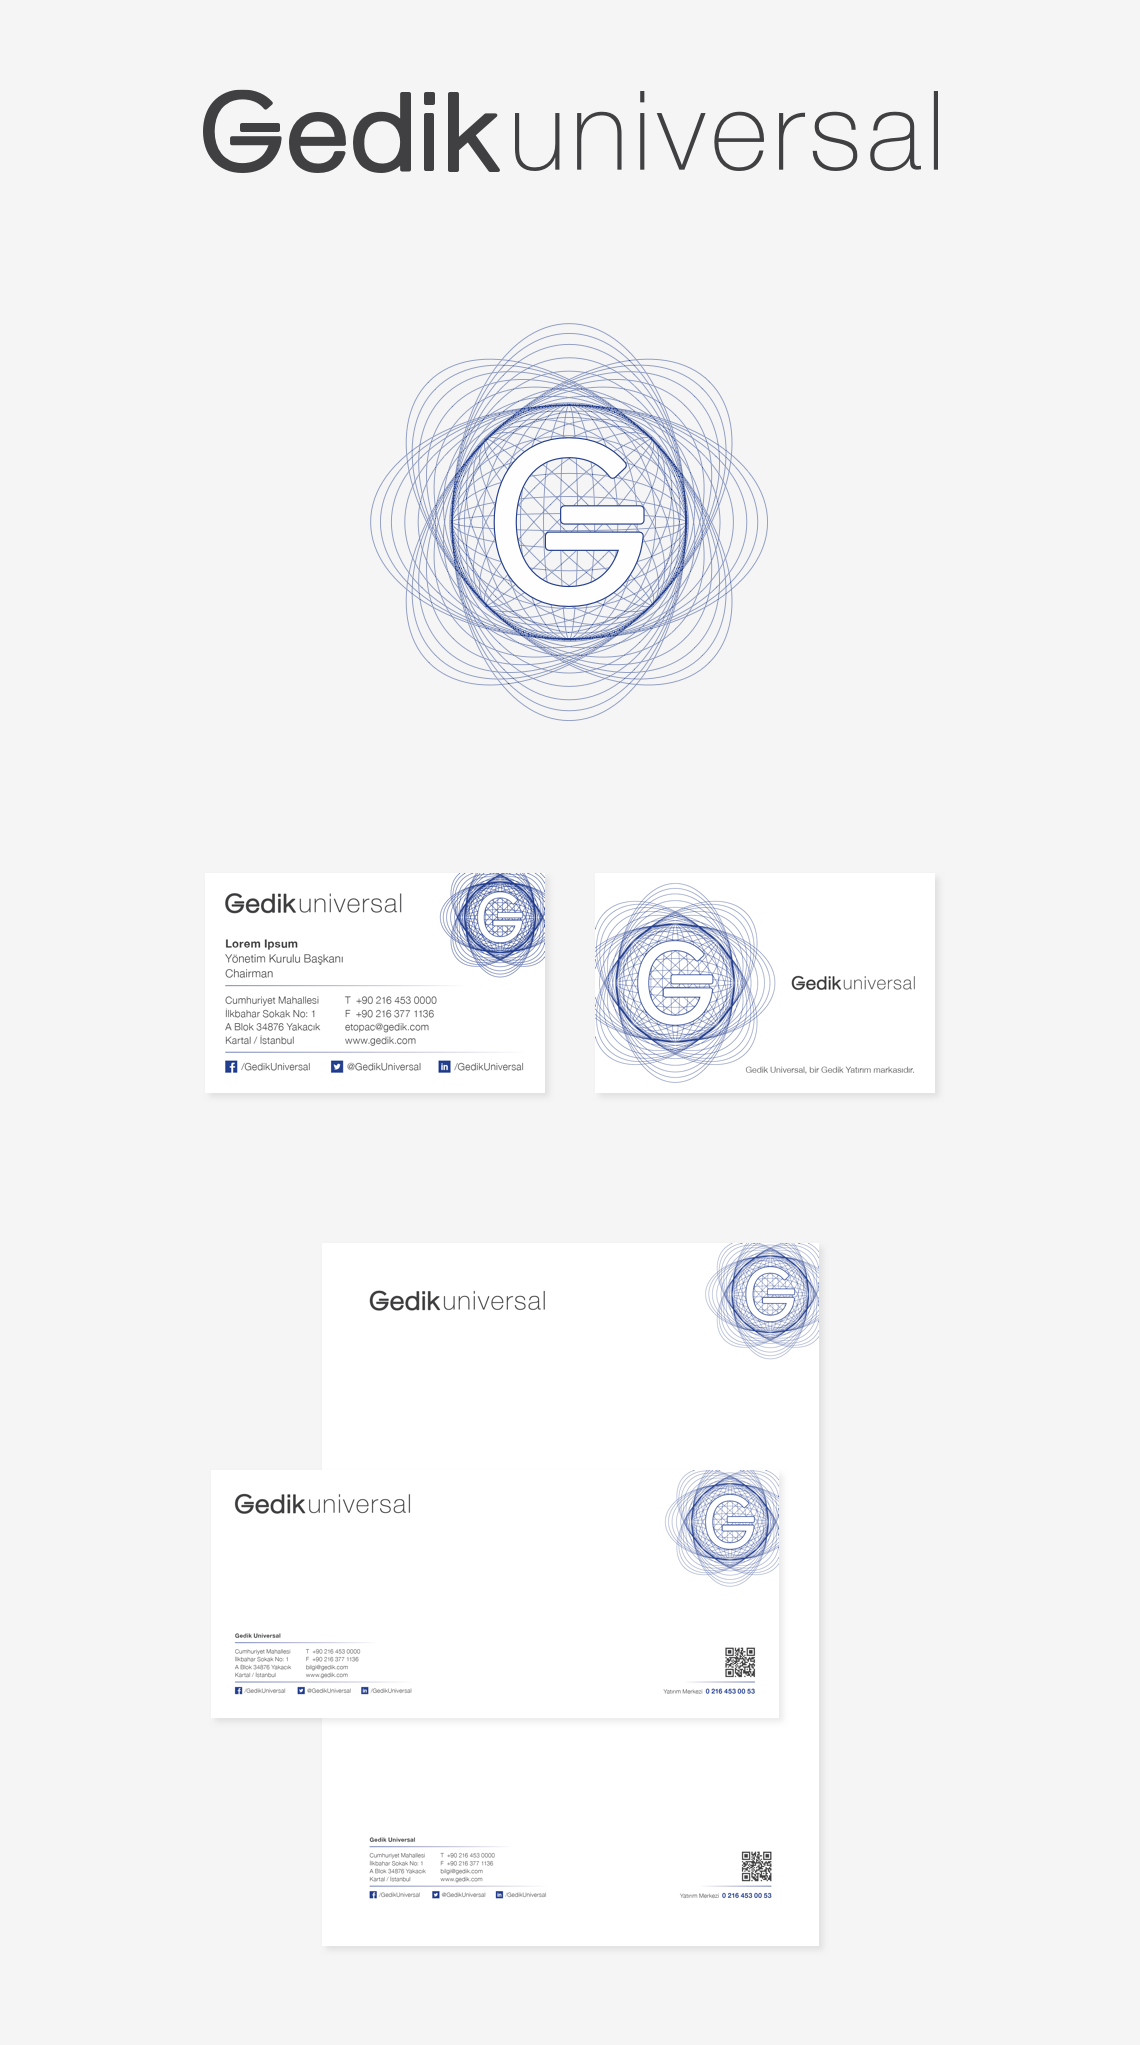 Gedikuniversal
G
Gedikuniversal
G
Lorem Ipsum
Yönetim Kurulu Başkanı
Chairman
Cumhuriyet Mahallesi T +90 216 453 0000
İlkbahar Sokak No: 1 F +90 216 377 1136
A Blok 34876 Yakacık etopac@gedik.com
Kartal / İstanbul www.gedik.com
/GedikUniversal @GedikUniversal /GedikUniversal
G
Gedikuniversal
Gedik Universal, bir Gedik Yatırım markasıdır.
G
Gedikuniversal
G
Gedikuniversal
Gedik Universal
Cumhuriyet Mahallesi T +90 216 453 0000
İlkbahar Sokak No: 1 F +90 216 377 1136
A Blok 34876 Yakacık bilgi@gedik.com
Kartal / İstanbul www.gedik.com
/GedikUniversal @GedikUniversal /GedikUniversal
Yatırım Merkezi 0 216 453 00 53
Gedik Universal
Cumhuriyet Mahallesi T +90 216 453 0000
İlkbahar Sokak No: 1 F +90 216 377 1136
A Blok 34876 Yakacık bilgi@gedik.com
Kartal / İstanbul www.gedik.com
/GedikUniversal @GedikUniversal /GedikUniversal
Yatırım Merkezi 0 216 453 00 53